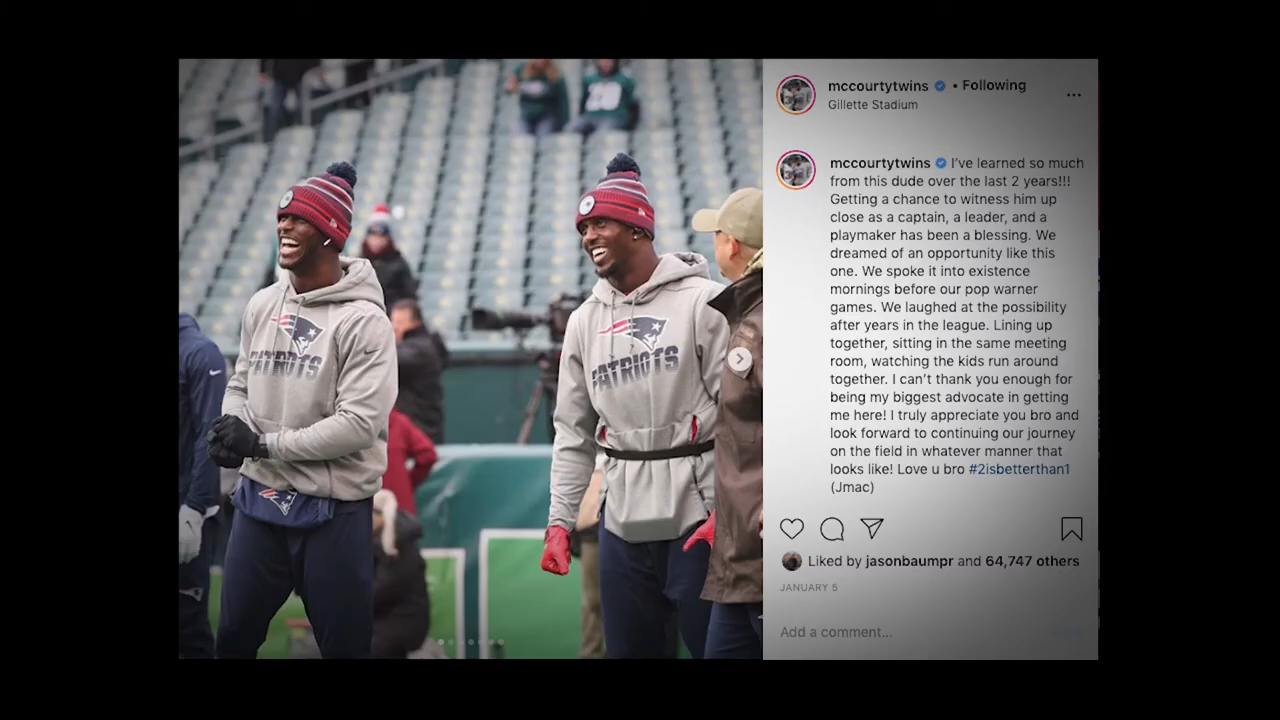 mccourtytwins • Following
Gillette Stadium
...
mccourtytwins I've learned so much
from this dude over the last 2 years!!!
Getting a chance to witness him up
close as a captain, a leader, and a
playmaker has been a blessing. We
dreamed of an opportunity like this
one. We spoke it into existence
mornings before our pop warner
games. We laughed at the possibility
after years in the league. Lining up
together, sitting in the same meeting
room, watching the kids run around
together. I can't thank you enough for
being my biggest advocate in getting
me here! I truly appreciate you bro and
look forward to continuing our journey
on the field in whatever manner that
looks like! Love u bro #2isbetterthan1
(Jmac)
Liked by jasonbaumpr and 64,747 others
JANUARY 5
Add a comment...
PATRIOTS
PATRIOTS